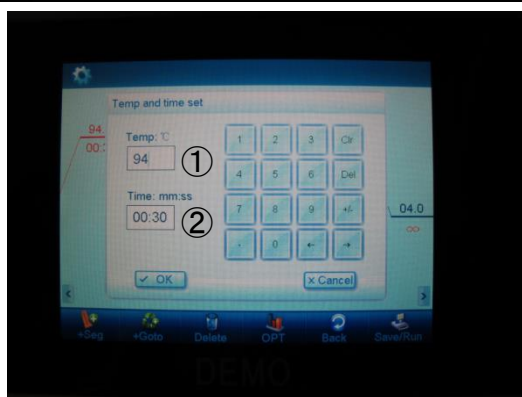 Temp and time set
94
00:
Temp: ℃
94
①
Time: mm:ss
00:30
②
1 2 3 Clr
4 5 6 Del
7 8 9 +/-
. 0 ← →
04.0
∞
✓ OK
x Cancel
< >
+Seg +Goto Delete OPT Back Save/Run
DEMO